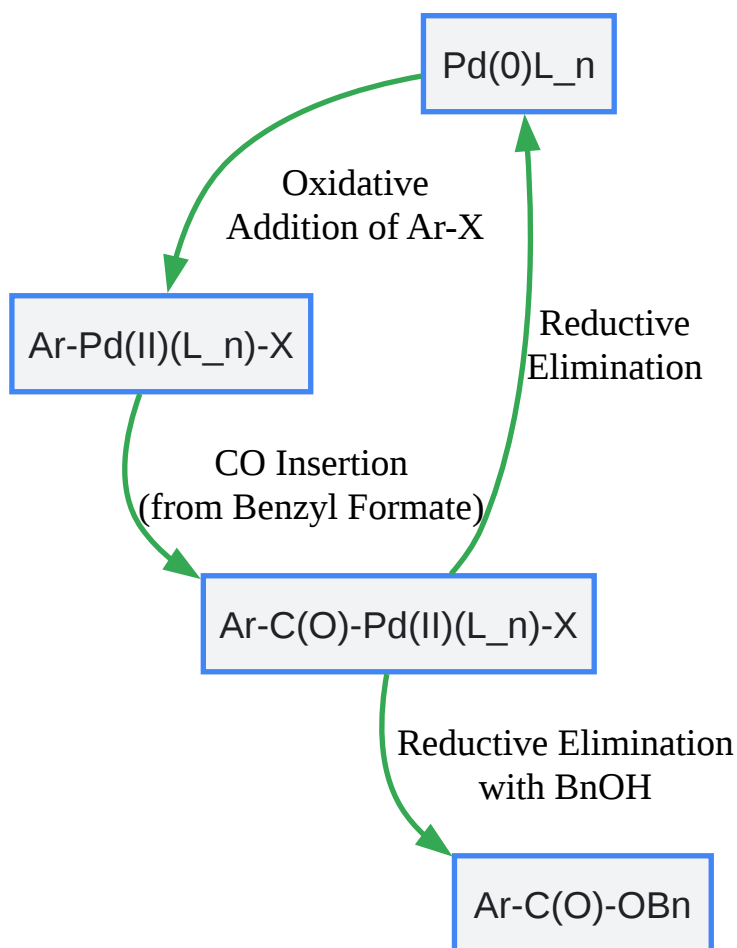 Pd(0)L_n
Oxidative
Addition of Ar-X
Ar-Pd(II)(L_n)-X
Reductive
Elimination
CO Insertion
(from Benzyl Formate)
Ar-C(O)-Pd(II)(L_n)-X
Reductive Elimination
with BnOH
Ar-C(O)-OBn